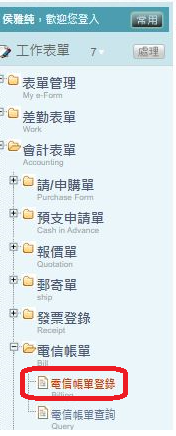 侯雅純，歡迎您登入 常用
工作表單 7 處理
表單管理
My e-Form
差勤表單
Work
會計表單
Accounting
請/申購單
Purchase Form
預支申請單
Cash in Advance
報價單
Quotation
郵寄單
ship
發票登錄
Receipt
電信帳單
Bill
電信帳單登錄
Billing
電信帳單查詢
Query